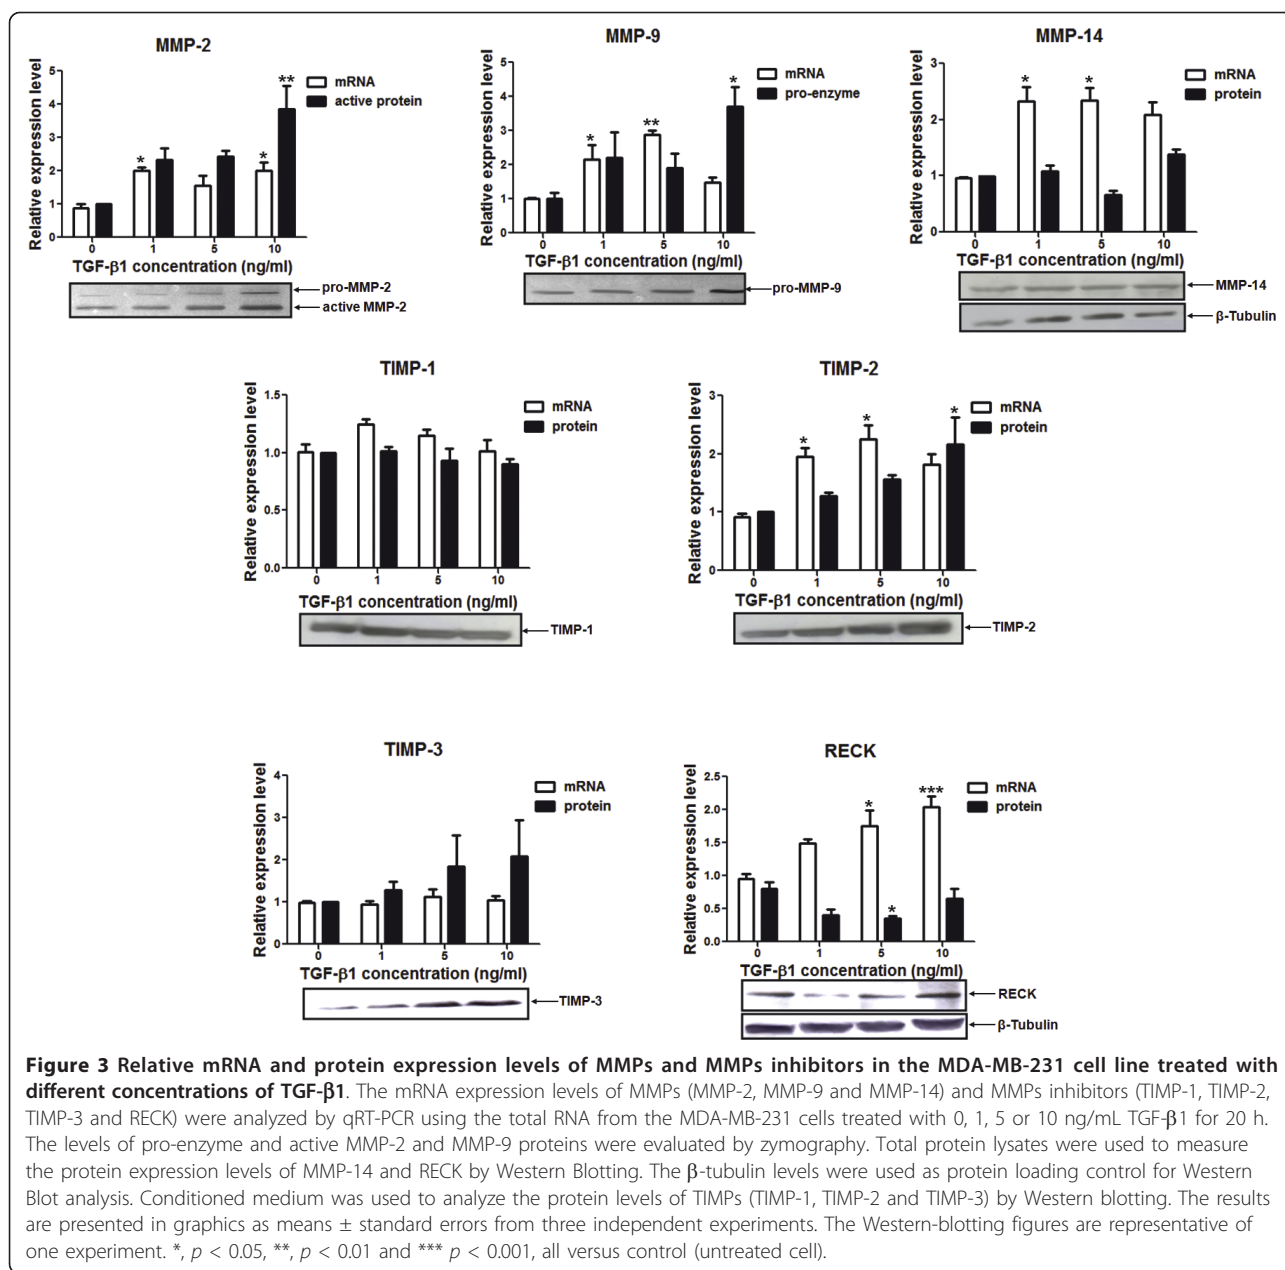 MMP-2
Relative expression level
5
4
3
2
1
0
* ** *
mRNA
active protein
0 1 5 10
TGF-β1 concentration (ng/ml)
pro-MMP-2
active MMP-2
MMP-9
Relative expression level
5
4
3
2
1
0
* ** *
mRNA
pro-enzyme
0 1 5 10
TGF-β1 concentration (ng/ml)
pro-MMP-9
MMP-14
Relative expression level
3
2
1
0
* *
mRNA
protein
0 1 5 10
TGF-β1 concentration (ng/ml)
MMP-14
β-Tubulin
TIMP-1
Relative expression level
1.5
1.0
0.5
0.0
mRNA
protein
0 1 5 10
TGF-β1 concentration (ng/ml)
TIMP-1
TIMP-2
Relative expression level
3
2
1
0
* * *
mRNA
protein
0 1 5 10
TGF-β1 concentration (ng/ml)
TIMP-2
TIMP-3
Relative expression level
4
3
2
1
0
mRNA
protein
0 1 5 10
TGF-β1 concentration (ng/ml)
TIMP-3
RECK
Relative expression level
2.5
2.0
1.5
1.0
0.5
0.0
* *** *
mRNA
protein
0 1 5 10
TGF-β1 concentration (ng/ml)
RECK
β-Tubulin
Figure 3 Relative mRNA and protein expression levels of MMPs and MMPs inhibitors in the MDA-MB-231 cell line treated with
different concentrations of TGF-β1. The mRNA expression levels of MMPs (MMP-2, MMP-9 and MMP-14) and MMPs inhibitors (TIMP-1, TIMP-2,
TIMP-3 and RECK) were analyzed by qRT-PCR using the total RNA from the MDA-MB-231 cells treated with 0, 1, 5 or 10 ng/mL TGF-β1 for 20 h.
The levels of pro-enzyme and active MMP-2 and MMP-9 proteins were evaluated by zymography. Total protein lysates were used to measure
the protein expression levels of MMP-14 and RECK by Western Blotting. The β-tubulin levels were used as protein loading control for Western
Blot analysis. Conditioned medium was used to analyze the protein levels of TIMPs (TIMP-1, TIMP-2 and TIMP-3) by Western blotting. The results
are presented in graphics as means ± standard errors from three independent experiments. The Western-blotting figures are representative of
one experiment. *, p < 0.05, **, p < 0.01 and *** p < 0.001, all versus control (untreated cell).